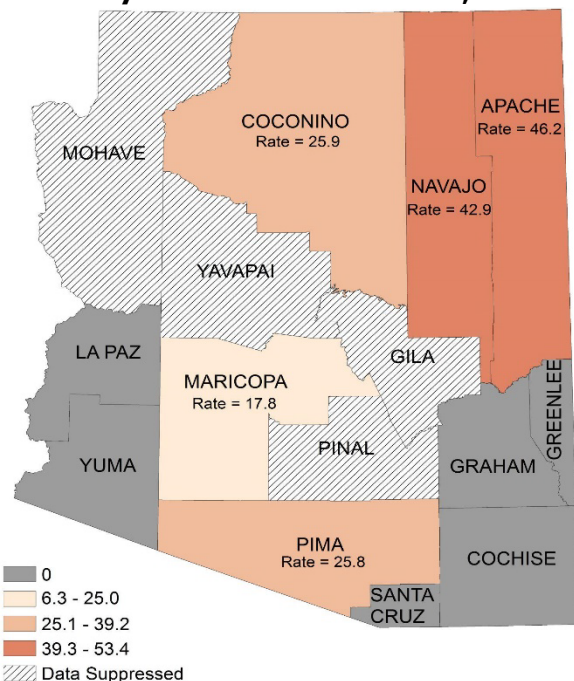 COCONINO
Rate = 25.9
APACHE
Rate = 46.2
MOHAVE
NAVAJO
Rate = 42.9
YAVAPAI
LA PAZ
GILA
MARICOPA
Rate = 17.8
GREENLEE
PINAL
YUMA
GRAHAM
PIMA
Rate = 25.8
COCHISE
SANTA
CRUZ
0
6.3 - 25.0
25.1 - 39.2
39.3 - 53.4
Data Suppressed